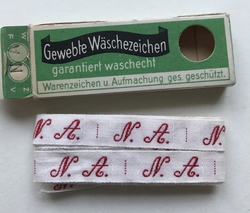 Gewebte Wäschezeichen
garantiert waschecht
Warenzeichen u. Aufmachung ges. geschützt.
N. A. N. A. N
N. A. N. A.